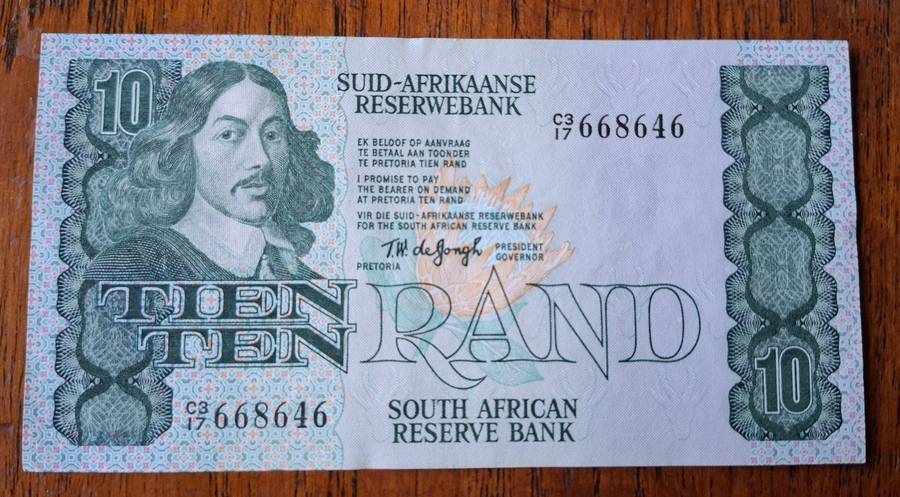 10
SUID-AFRIKAANSE
RESERWEBANK
C3
17 668646
10
EK BELOOF OP AANVRAAG
TE BETAAL AAN TOONDER
TE PRETORIA TIEN RAND
I PROMISE TO PAY
THE BEARER ON DEMAND
AT PRETORIA TEN RAND
VIR DIE SUID-AFRIKAANSE RESERWEBANK
FOR THE SOUTH AFRICAN RESERVE BANK
T.W. de Jongh PRESIDENT
GOVERNOR
PRETORIA
TIEN
TEN RAND
10
C3
17 668646
SOUTH AFRICAN
RESERVE BANK